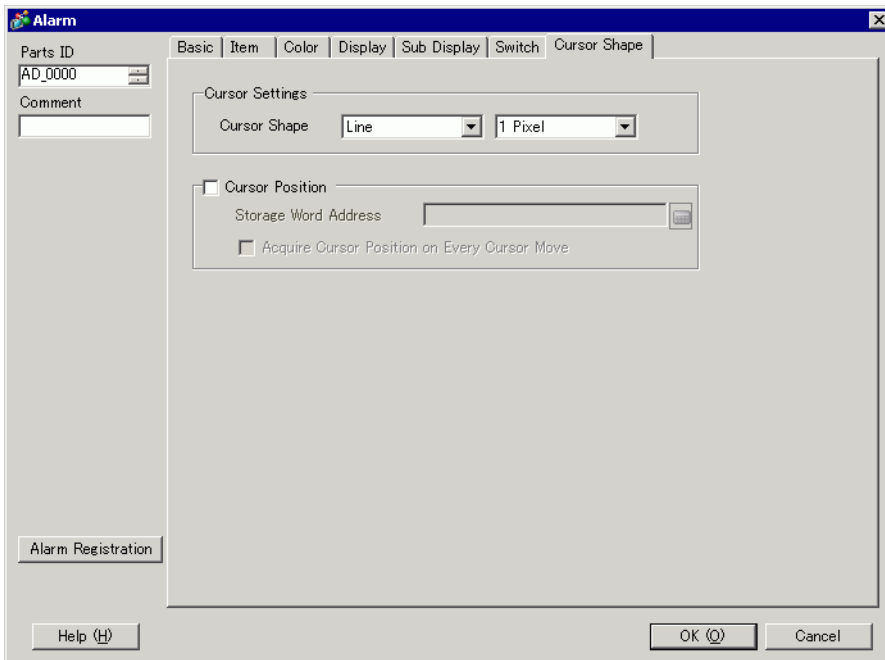 Alarm
Parts ID
AD_0000
Comment
Alarm Registration
Help (H)
Basic Item Color Display Sub Display Switch Cursor Shape
Cursor Settings
Cursor Shape Line 1 Pixel
Cursor Position
Storage Word Address
Acquire Cursor Position on Every Cursor Move
OK (O) Cancel